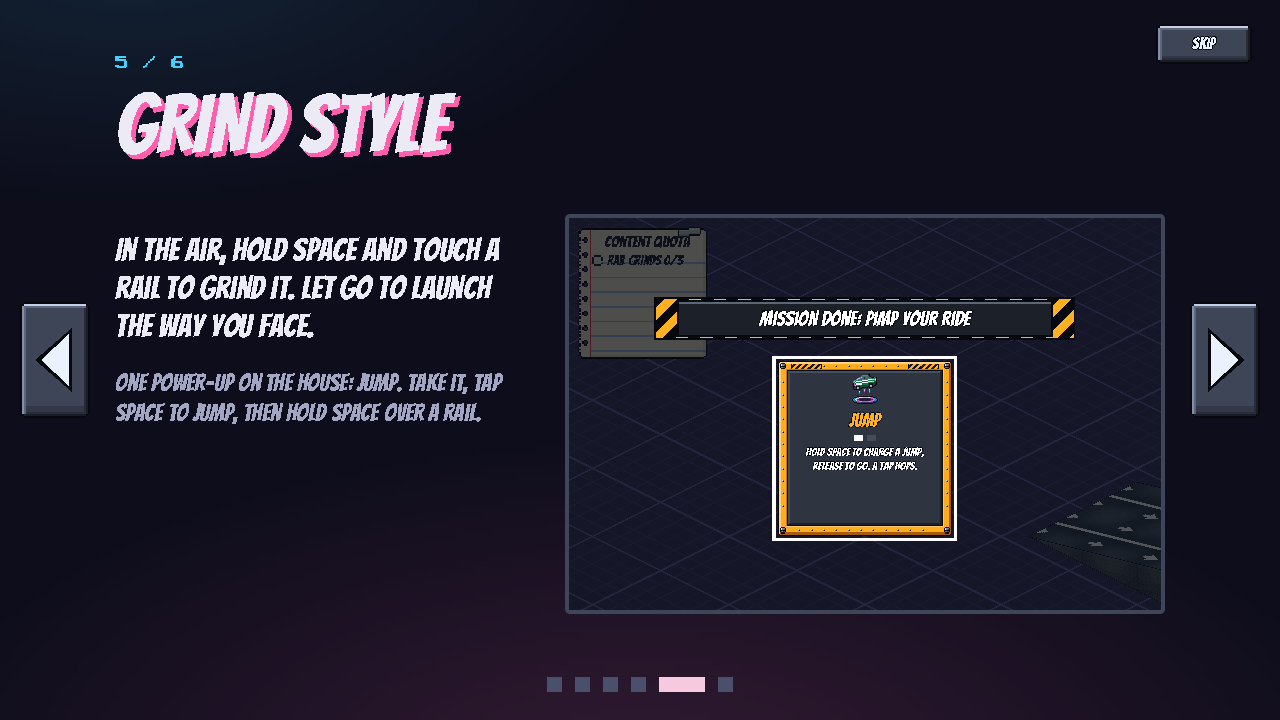 5 / 6
SKIP
GRIND STYLE
IN THE AIR, HOLD SPACE AND TOUCH A
RAIL TO GRIND IT. LET GO TO LAUNCH
THE WAY YOU FACE.
ONE POWER-UP ON THE HOUSE: JUMP. TAKE IT, TAP
SPACE TO JUMP, THEN HOLD SPACE OVER A RAIL.
CONTENT QUOTA
RAIL GRINDS 0/3
MISSION DONE: PIMP YOUR RIDE
JUMP
HOLD SPACE TO CHARGE A JUMP,
RELEASE TO GO. A TAP HOPS.